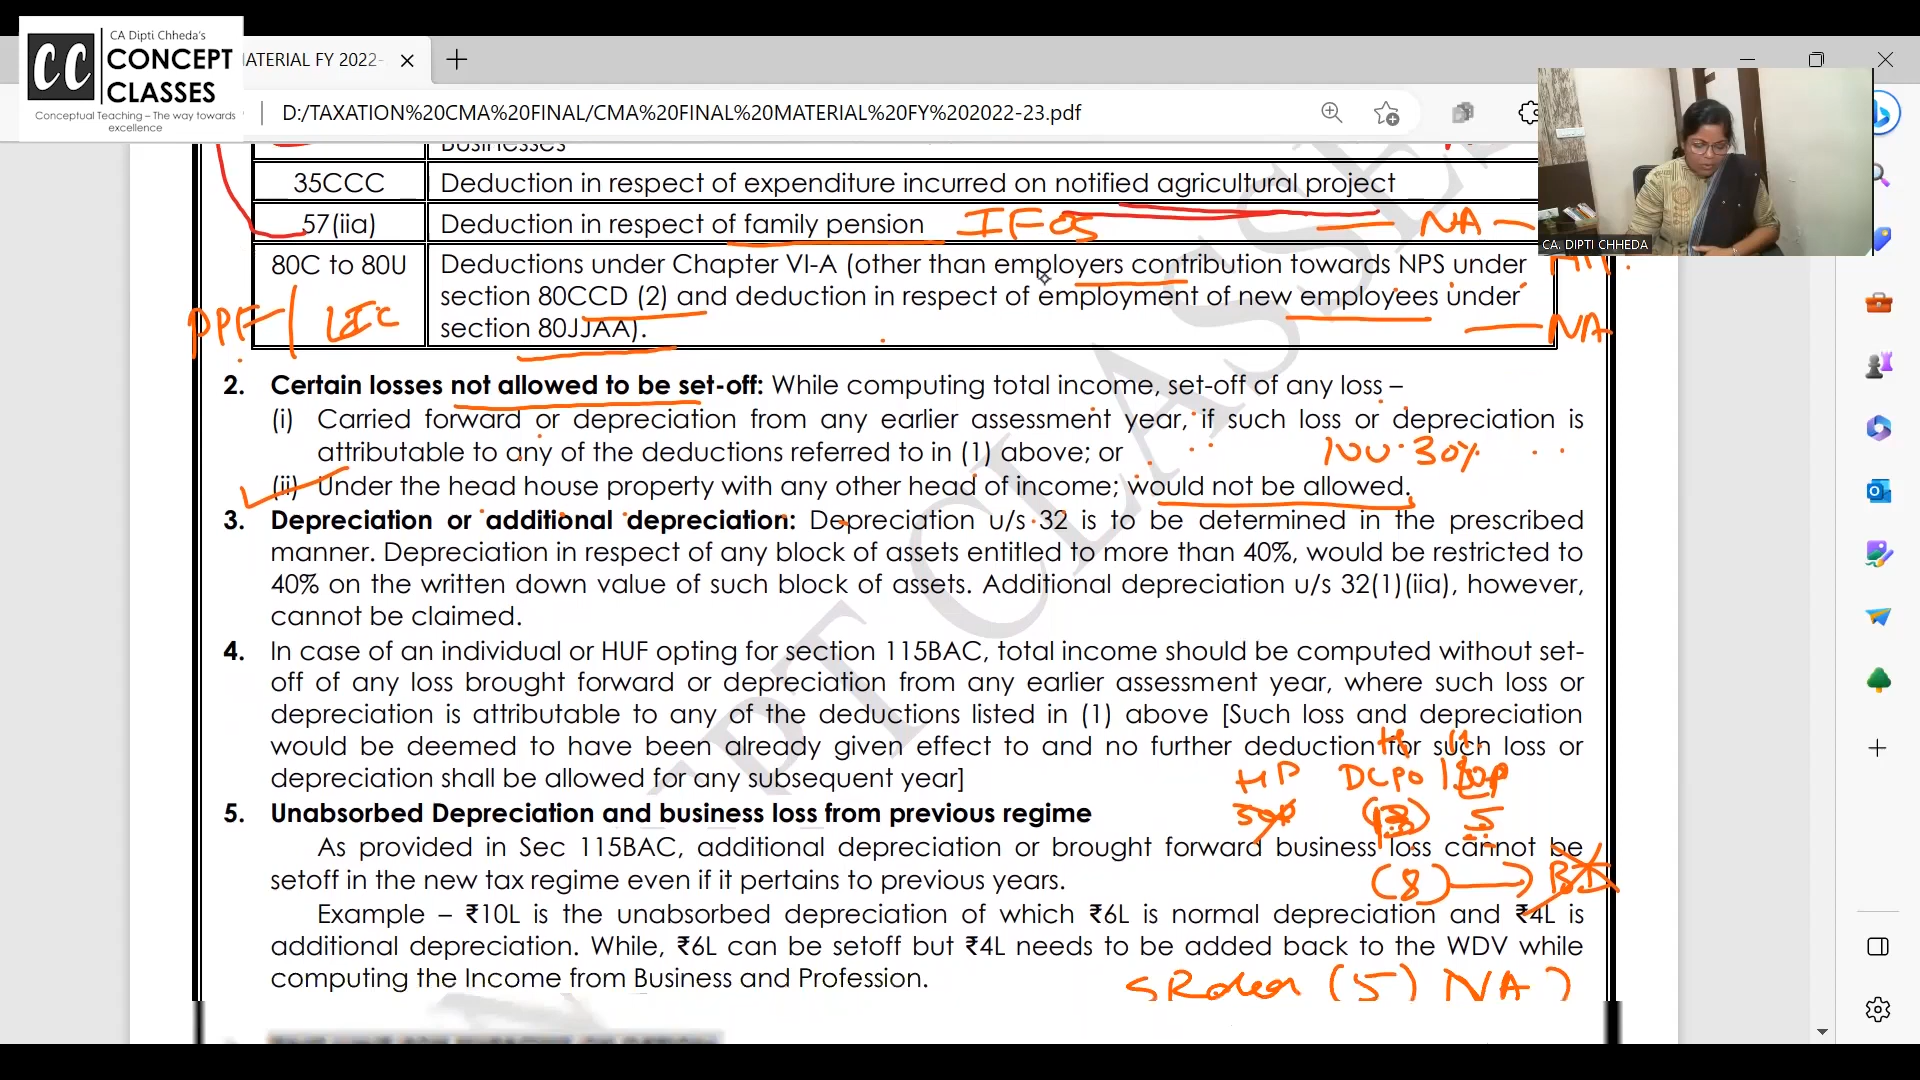 CA Dipti Chheda's
CC CONCEPT
CLASSES
Conceptual Teaching – The way towards
excellence
ATERIAL FY 2022-
D:/TAXATION%20CMA%20FINAL/CMA%20FINAL%20MATERIAL%20FY%202022-23.pdf
CA. DIPTI CHHEDA
Businesses
35CCC Deduction in respect of expenditure incurred on notified agricultural project
57(iia) Deduction in respect of family pension IFOS NA
80C to 80U Deductions under Chapter VI-A (other than employers contribution towards NPS under
section 80CCD (2) and deduction in respect of employment of new employees under
section 80JJAA).
PPF LIC NA
2. Certain losses not allowed to be set-off: While computing total income, set-off of any loss –
(i) Carried forward or depreciation from any earlier assessment year, if such loss or depreciation is
attributable to any of the deductions referred to in (1) above; or
100.30%
(ii) Under the head house property with any other head of income; would not be allowed.
3. Depreciation or additional depreciation: Depreciation u/s 32 is to be determined in the prescribed
manner. Depreciation in respect of any block of assets entitled to more than 40%, would be restricted to
40% on the written down value of such block of assets. Additional depreciation u/s 32(1)(iia), however,
cannot be claimed.
4. In case of an individual or HUF opting for section 115BAC, total income should be computed without set-
off of any loss brought forward or depreciation from any earlier assessment year, where such loss or
depreciation is attributable to any of the deductions listed in (1) above [Such loss and depreciation
would be deemed to have been already given effect to and no further deduction for such loss or
depreciation shall be allowed for any subsequent year]
HP
5. Unabsorbed Depreciation and business loss from previous regime
5
As provided in Sec 115BAC, additional depreciation or brought forward business loss cannot be
setoff in the new tax regime even if it pertains to previous years.
(8)
Example – ₹10L is the unabsorbed depreciation of which ₹6L is normal depreciation and ₹4L is
additional depreciation. While, ₹6L can be setoff but ₹4L needs to be added back to the WDV while
computing the Income from Business and Profession.
(5) NA